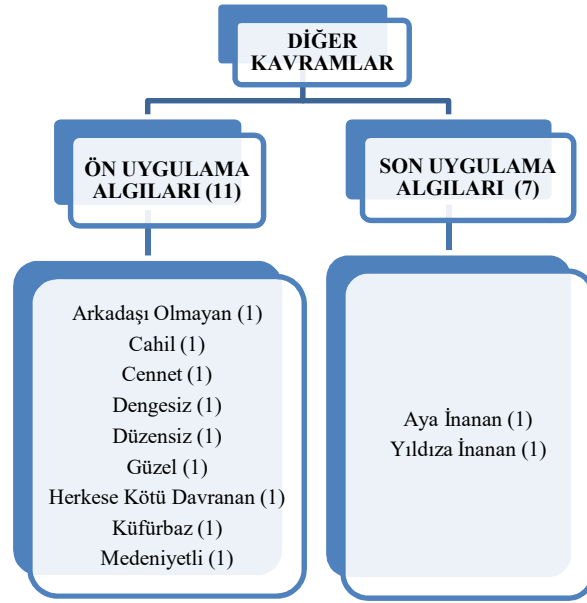 DİĞER
KAVRAMLAR
ÖN UYGULAMA
ALGILARI (11)
SON UYGULAMA
ALGILARI (7)
Arkadaşı Olmayan (1)
Cahil (1)
Cennet (1)
Dengesiz (1)
Düzensiz (1)
Güzel (1)
Herkese Kötü Davranan (1)
Küfürbaz (1)
Medeniyetli (1)
Aya İnanan (1)
Yıldıza İnanan (1)